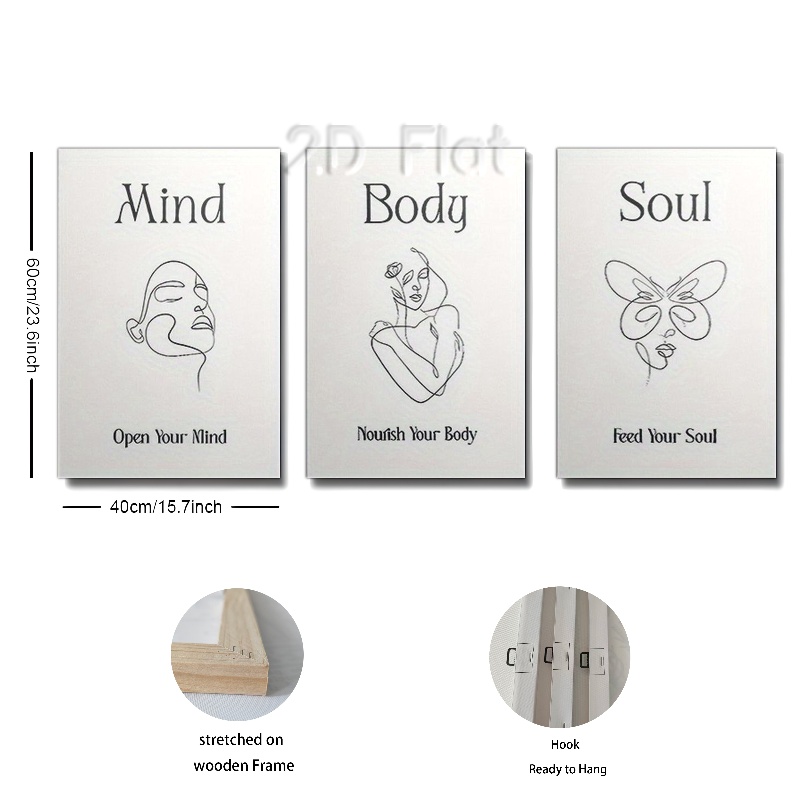 2D Flat
Mind
Body
Soul
60cm/23.6inch
Open Your Mind
Nourish Your Body
Feed Your Soul
40cm/15.7inch
stretched on
wooden Frame
Hook
Ready to Hang